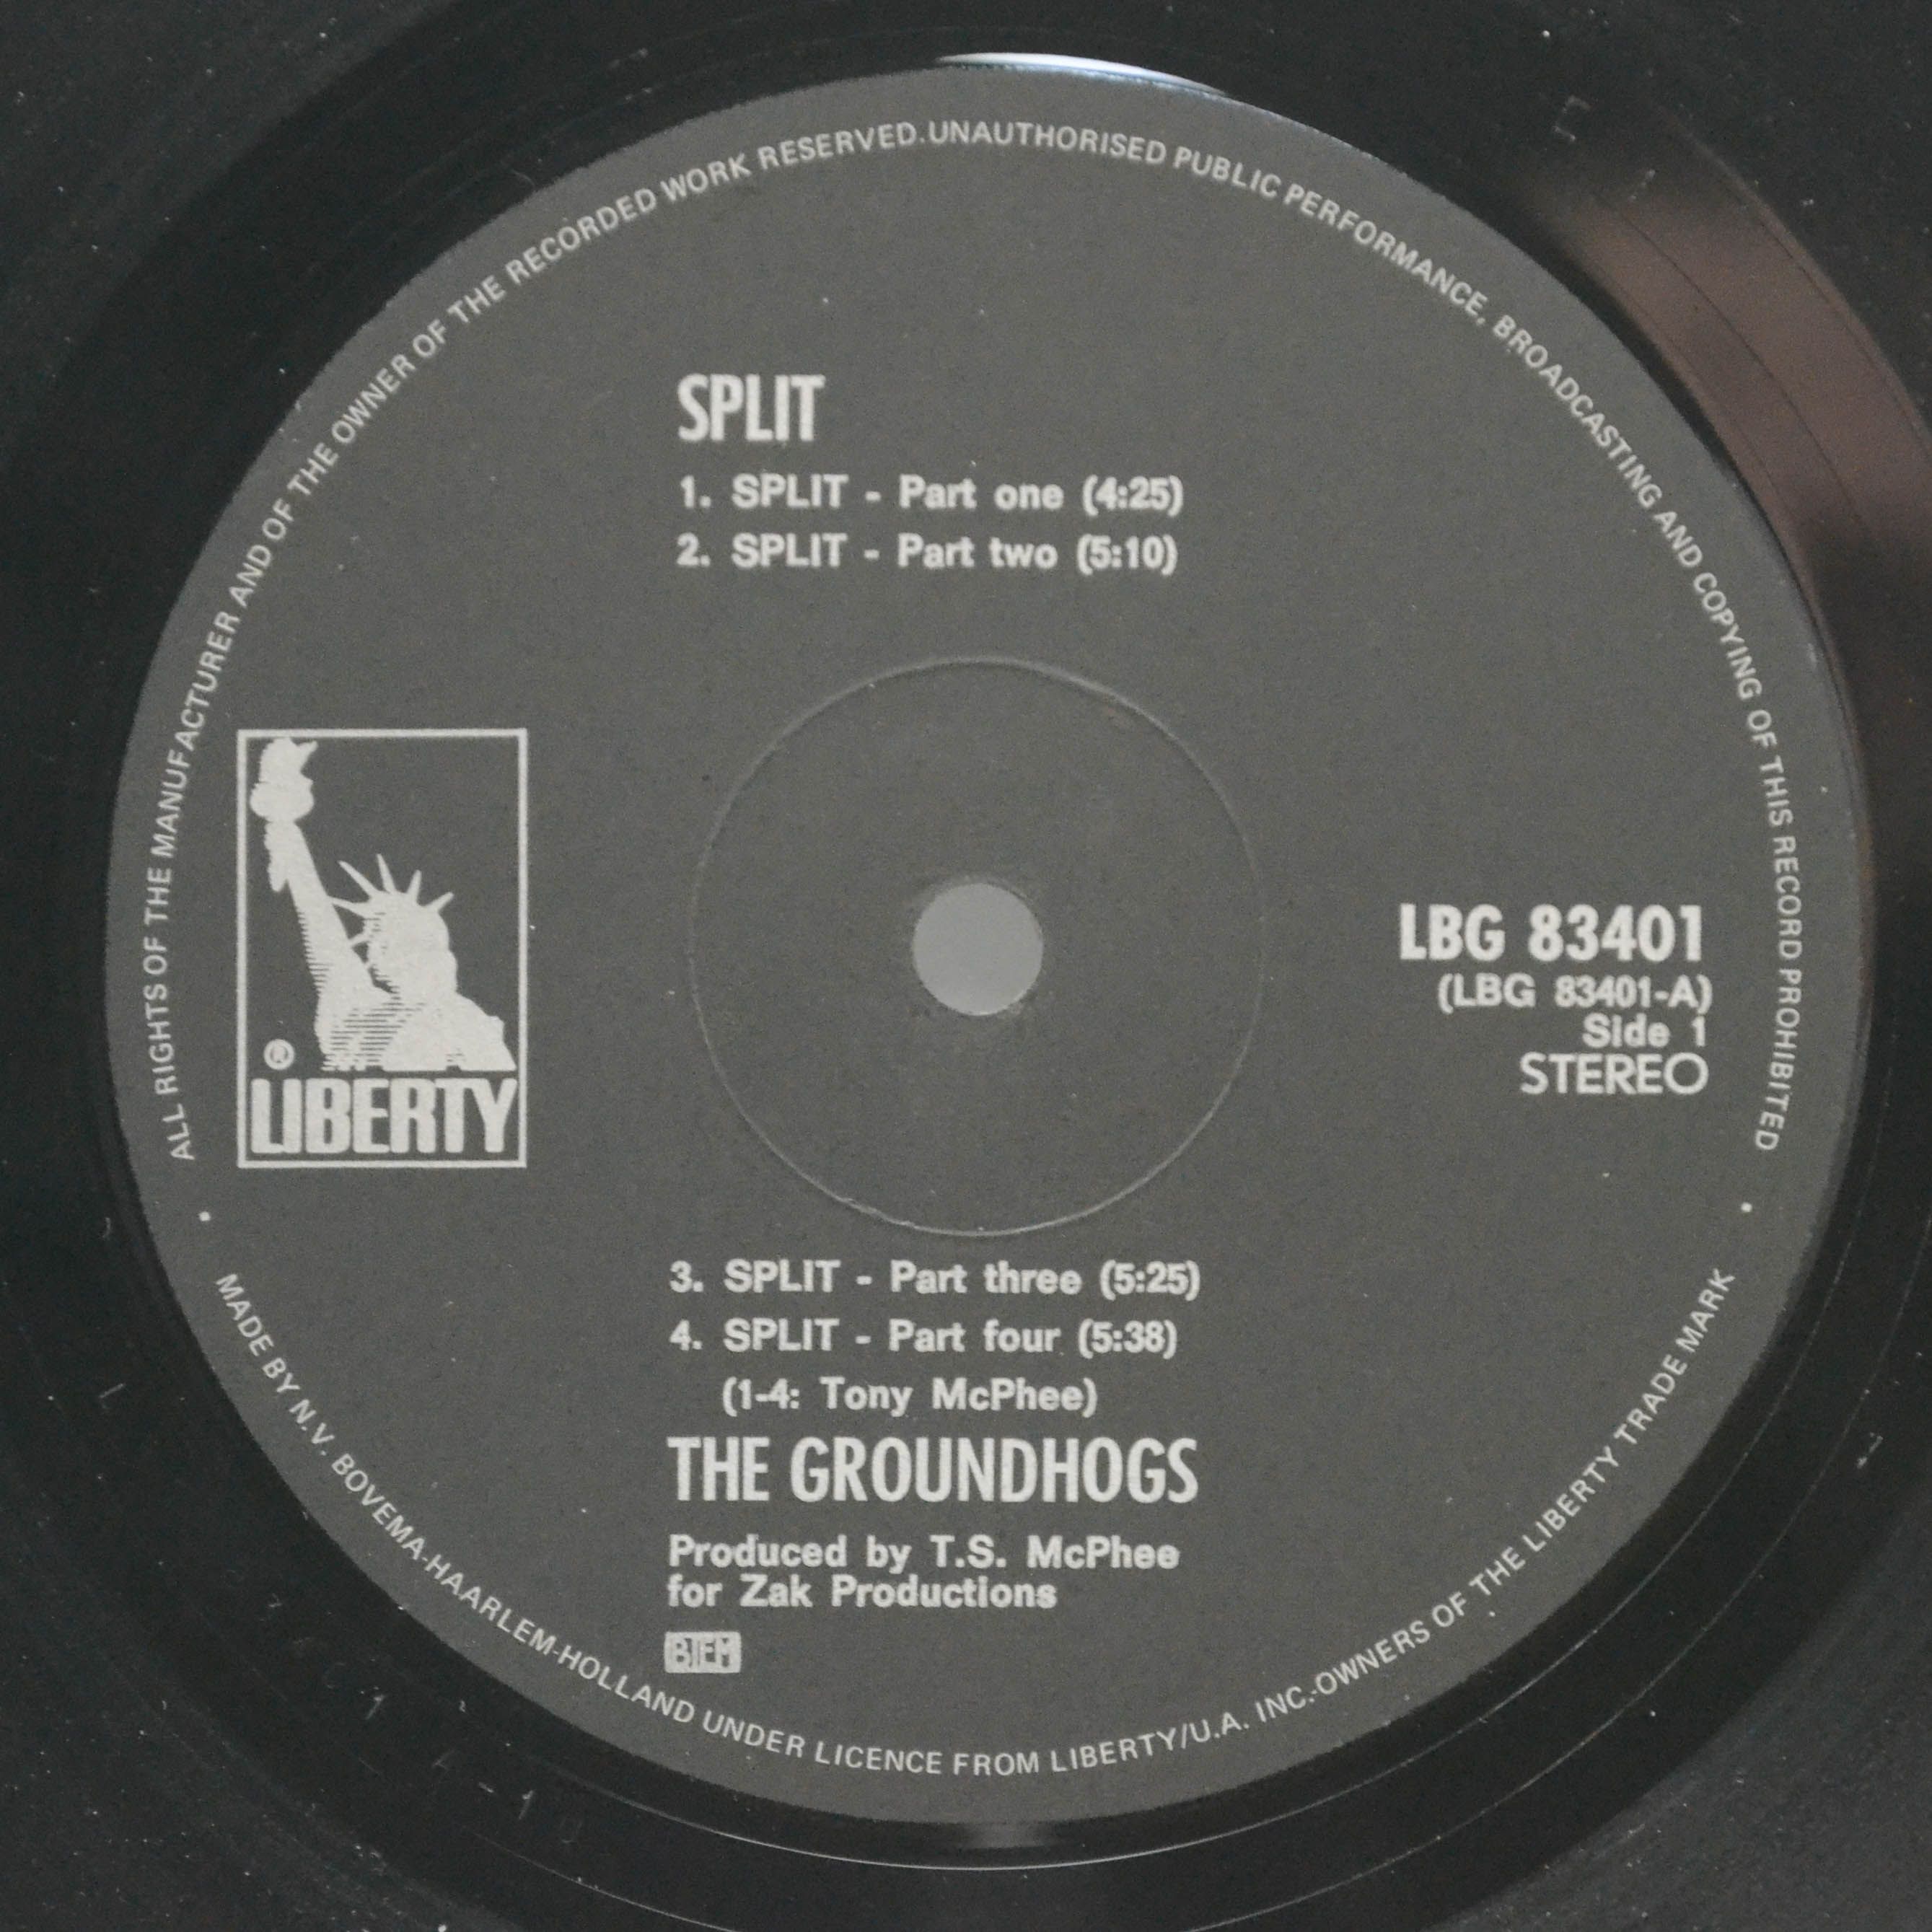 ALL RIGHTS OF THE MANUFACTURER AND OF THE OWNER OF THE RECORDED WORK RESERVED. UNAUTHORISED PUBLIC PERFORMANCE, BROADCASTING AND COPYING OF THIS RECORD PROHIBITED
SPLIT
1. SPLIT - Part one (4:25)
2. SPLIT - Part two (5:10)
® LIBERTY
LBG 83401
(LBG 83401-A)
Side 1
STEREO
3. SPLIT - Part three (5:25)
4. SPLIT - Part four (5:38)
(1-4: Tony McPhee)
THE GROUNDHOGS
Produced by T.S. McPhee
for Zak Productions
BIEM
MADE BY N.V. BOVEMA-HAARLEM-HOLLAND UNDER LICENCE FROM LIBERTY/U.A. INC.-OWNERS OF THE LIBERTY TRADE MARK